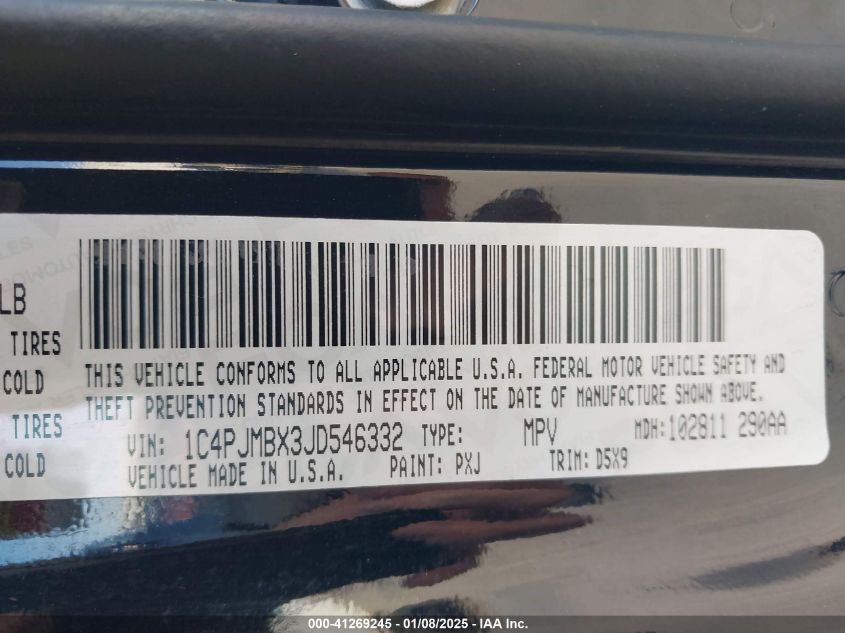 LB
TIRES
COLD
TIRES
COLD
THIS VEHICLE CONFORMS TO ALL APPLICABLE U.S.A. FEDERAL MOTOR VEHICLE SAFETY AND
THEFT PREVENTION STANDARDS IN EFFECT ON THE DATE OF MANUFACTURE SHOWN ABOVE.
VIN: 1C4PJMBX3JD546332 TYPE: MPV MDH:102811 290AA
VEHICLE MADE IN U.S.A. PAINT: PXJ TRIM: D5X9
000-41269245 - 01/08/2025 - IAA Inc.